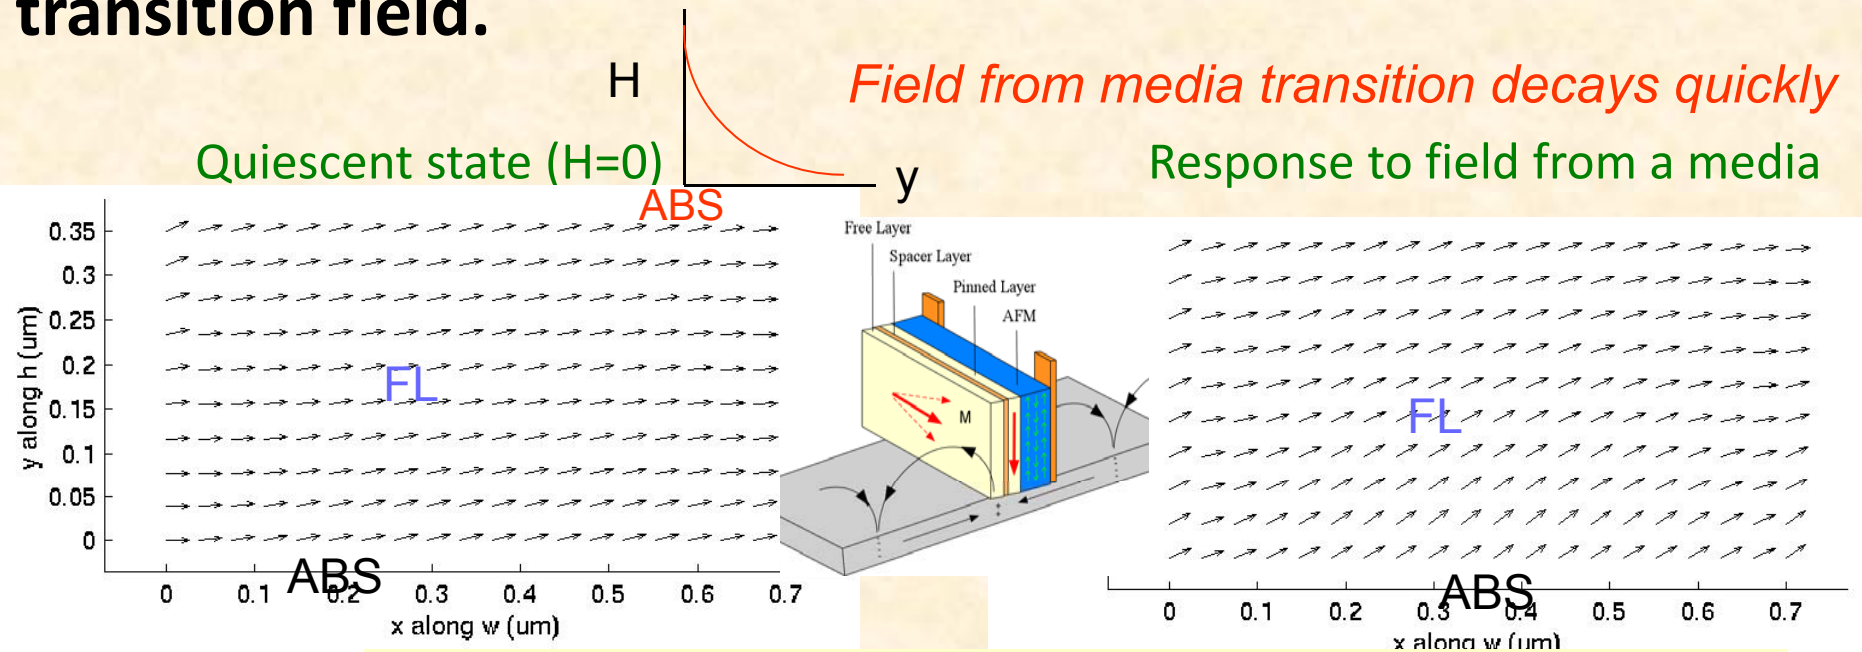 transition field.
H
Field from media transition decays quickly
Quiescent state (H=0)
y
Response to field from a media
ABS
0.35
0.3
0.25
0.2
0.15
0.1
0.05
0
y along h (um)
FL
ABS
0 0.1 0.2 0.3 0.4 0.5 0.6 0.7
x along w (um)
Free Layer
Spacer Layer
Pinned Layer
AFM
M
FL
ABS
0 0.1 0.2 0.3 0.4 0.5 0.6 0.7
x along w (um)